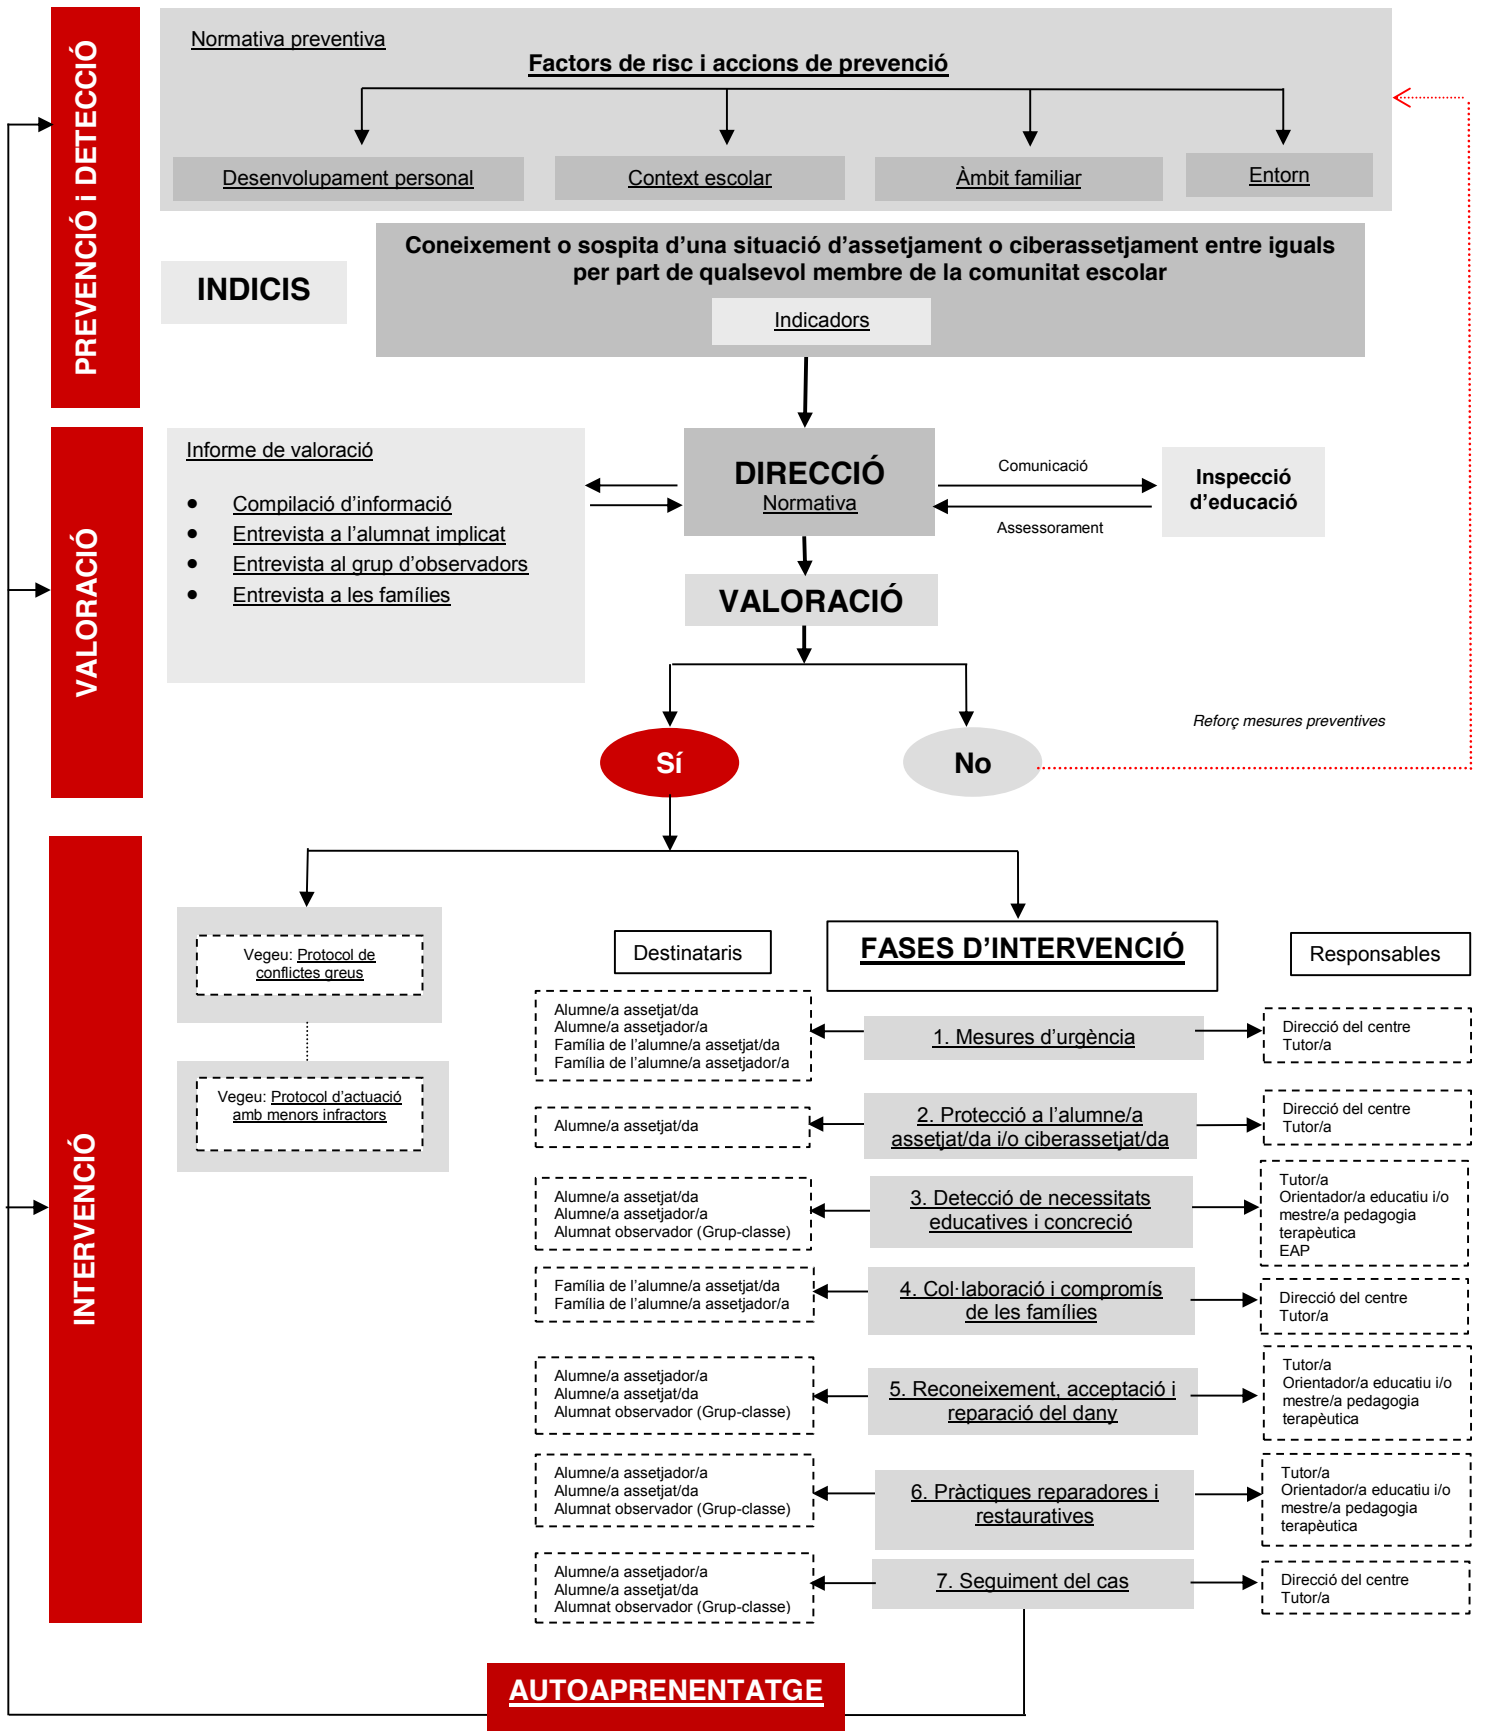 PREVENCIÓ i DETECCIÓ
Normativa preventiva
Factors de risc i accions de prevenció
Desenvolupament personal
Context escolar
Àmbit familiar
Entorn
INDICIS
Coneixement o sospita d’una situació d’assetjament o ciberassetjament entre iguals
per part de qualsevol membre de la comunitat escolar
Indicadors
VALORACIÓ
Informe de valoració
• Compilació d’informació
• Entrevista a l’alumnat implicat
• Entrevista al grup d’observadors
• Entrevista a les famílies
DIRECCIÓ
Normativa
Comunicació
Assessorament
Inspecció
d’educació
VALORACIÓ
Sí
No
Reforç mesures preventives
INTERVENCIÓ
Vegeu: Protocol de
conflictes greus
Vegeu: Protocol d’actuació
amb menors infractors
Destinataris
FASES D’INTERVENCIÓ
Responsables
Alumne/a assetjat/da
Alumne/a assetjador/a
Família de l’alumne/a assetjat/da
Família de l’alumne/a assetjador/a
1. Mesures d’urgència
Direcció del centre
Tutor/a
Alumne/a assetjat/da
2. Protecció a l’alumne/a
assetjat/da i/o ciberassetjat/da
Direcció del centre
Tutor/a
Alumne/a assetjat/da
Alumne/a assetjador/a
Alumnat observador (Grup-classe)
3. Detecció de necessitats
educatives i concreció
Tutor/a
Orientador/a educatiu i/o
mestre/a pedagogia
terapèutica
EAP
Família de l’alumne/a assetjat/da
Família de l’alumne/a assetjador/a
4. Col·laboració i compromís
de les famílies
Direcció del centre
Tutor/a
Alumne/a assetjador/a
Alumne/a assetjat/da
Alumnat observador (Grup-classe)
5. Reconeixement, acceptació i
reparació del dany
Tutor/a
Orientador/a educatiu i/o
mestre/a pedagogia
terapèutica
Alumne/a assetjador/a
Alumne/a assetjat/da
Alumnat observador (Grup-classe)
6. Pràctiques reparadores i
restauratives
Tutor/a
Orientador/a educatiu i/o
mestre/a pedagogia
terapèutica
Alumne/a assetjador/a
Alumne/a assetjat/da
Alumnat observador (Grup-classe)
7. Seguiment del cas
Direcció del centre
Tutor/a
AUTOAPRENENTATGE